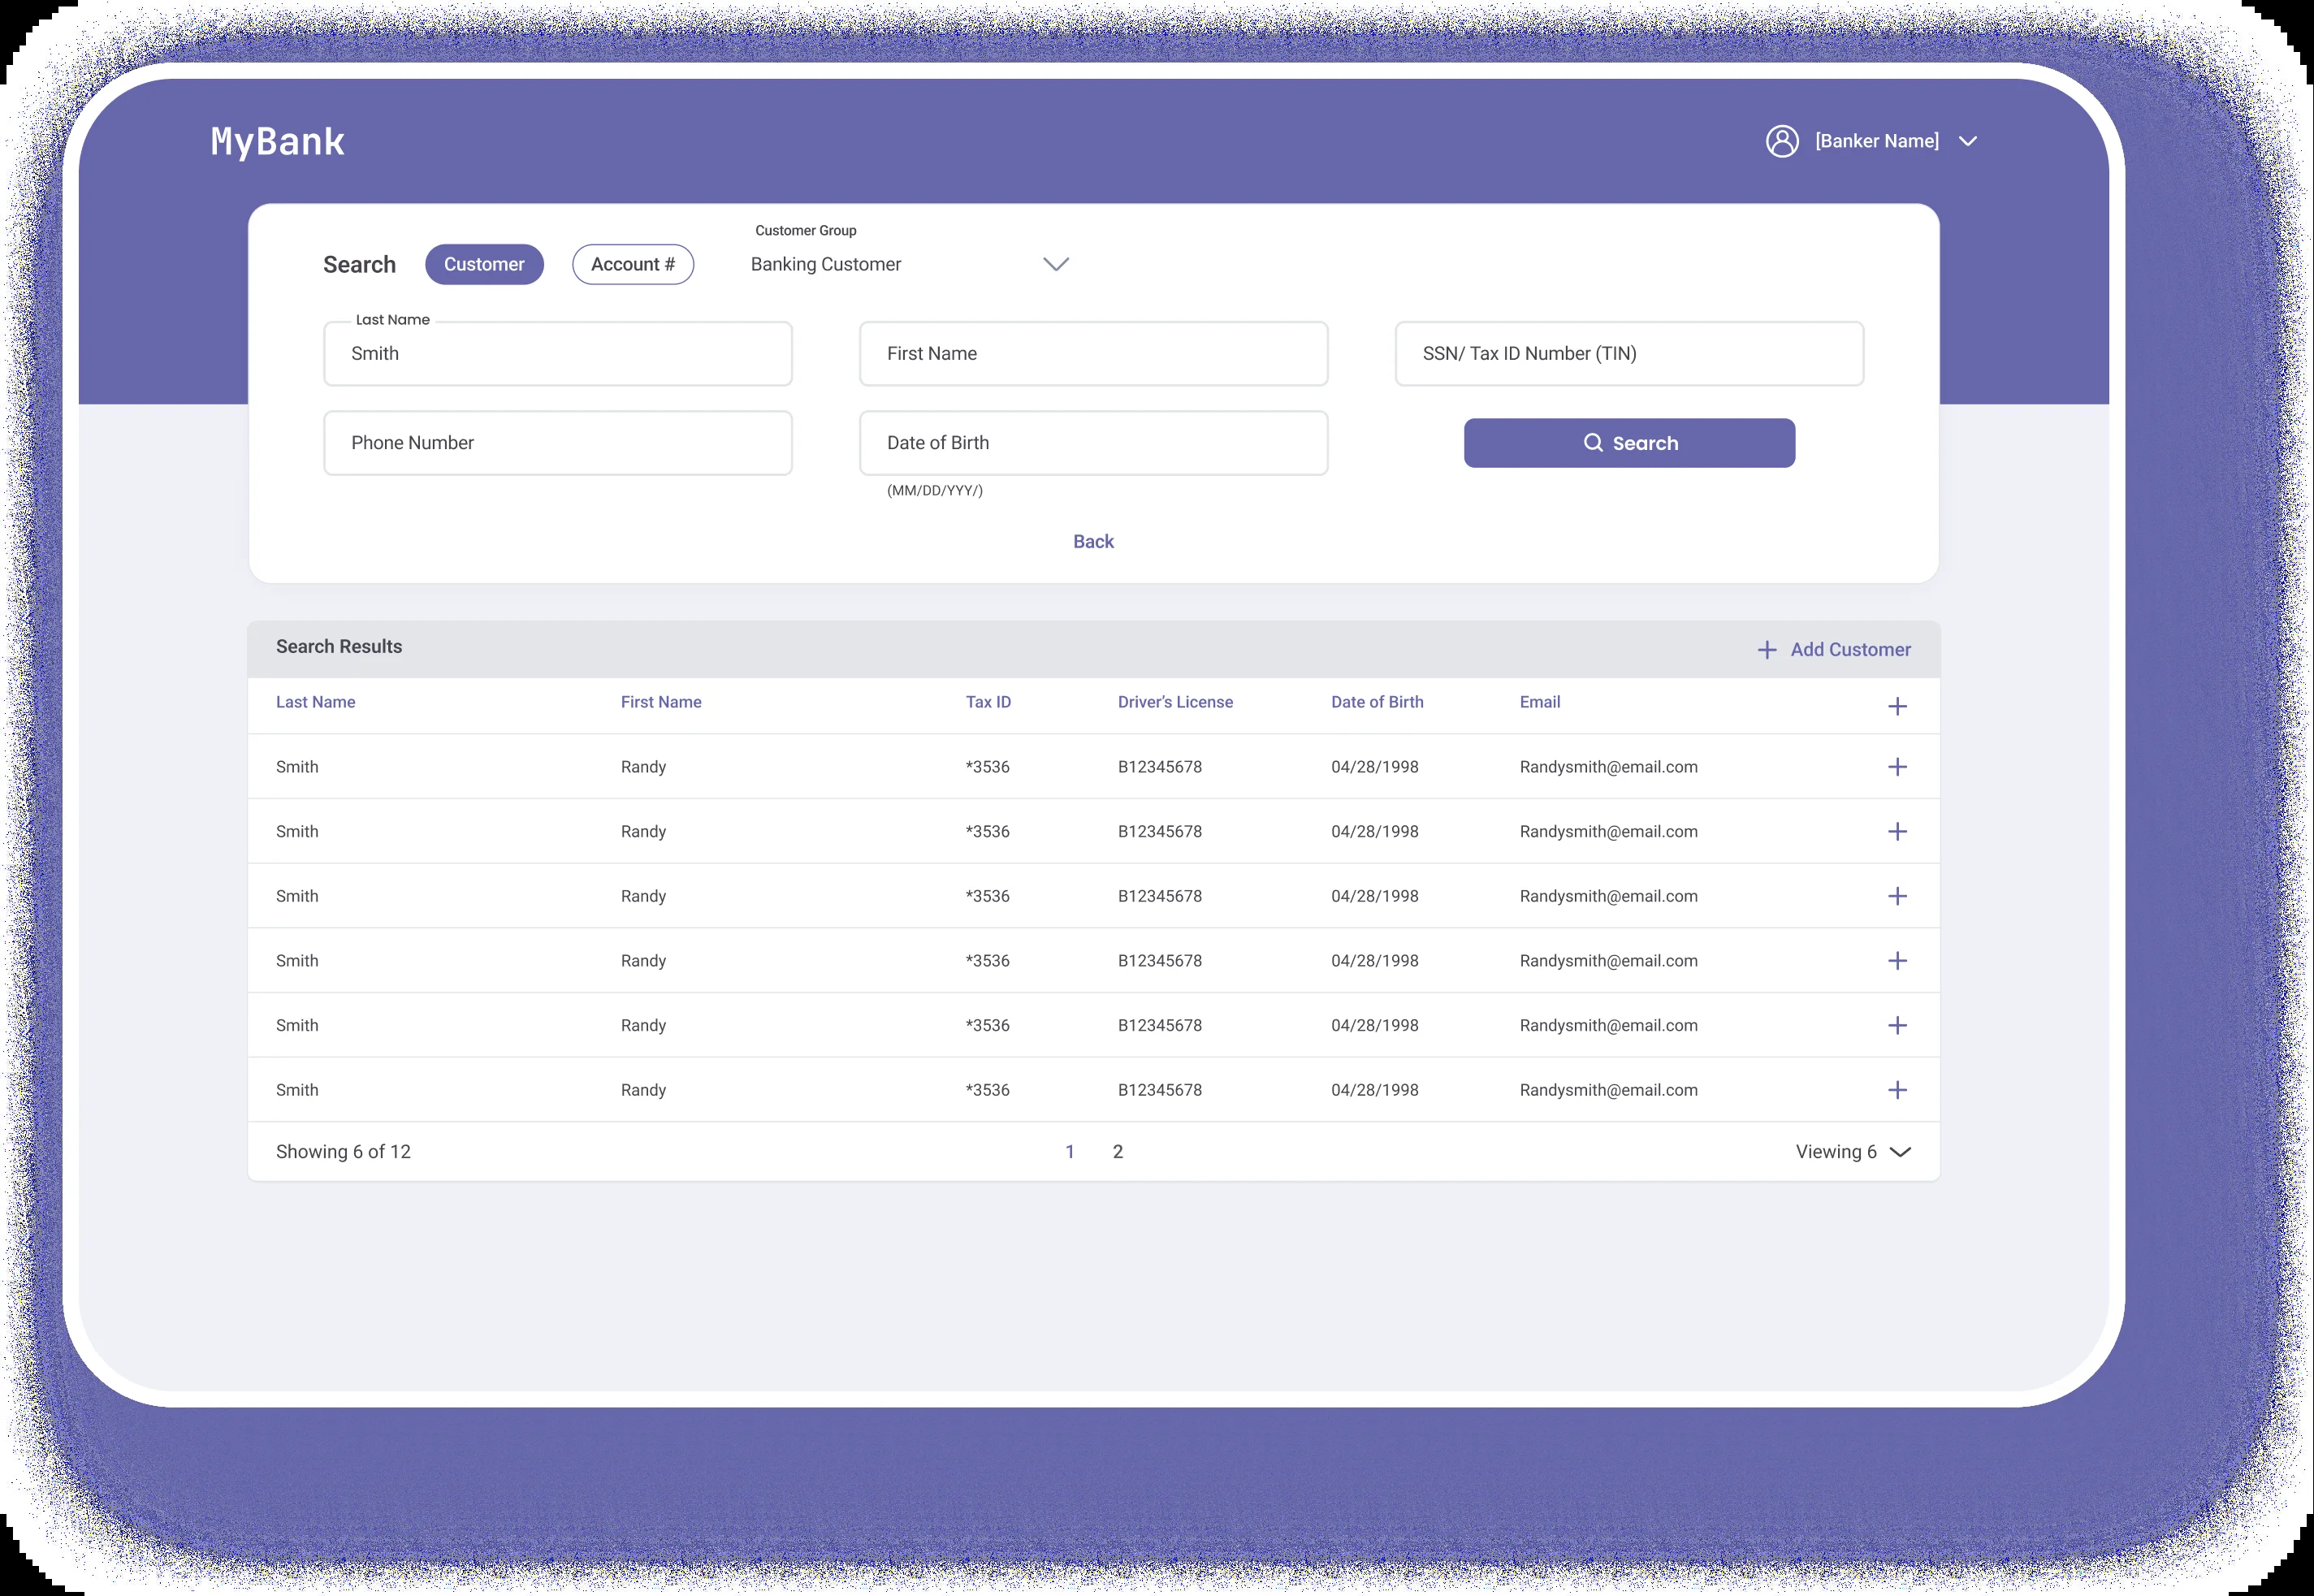 MyBank [Banker Name]
Customer Group
Search Customer Account # Banking Customer
Last Name
Smith First Name SSN/ Tax ID Number (TIN)
Phone Number Date of Birth Search
(MM/DD/YYY/)
Back
Search Results Add Customer
Last Name First Name Tax ID Driver’s License Date of Birth Email
Smith Randy *3536 B12345678 04/28/1998 Randysmith@email.com
Smith Randy *3536 B12345678 04/28/1998 Randysmith@email.com
Smith Randy *3536 B12345678 04/28/1998 Randysmith@email.com
Smith Randy *3536 B12345678 04/28/1998 Randysmith@email.com
Smith Randy *3536 B12345678 04/28/1998 Randysmith@email.com
Smith Randy *3536 B12345678 04/28/1998 Randysmith@email.com
Showing 6 of 12 1 2 Viewing 6